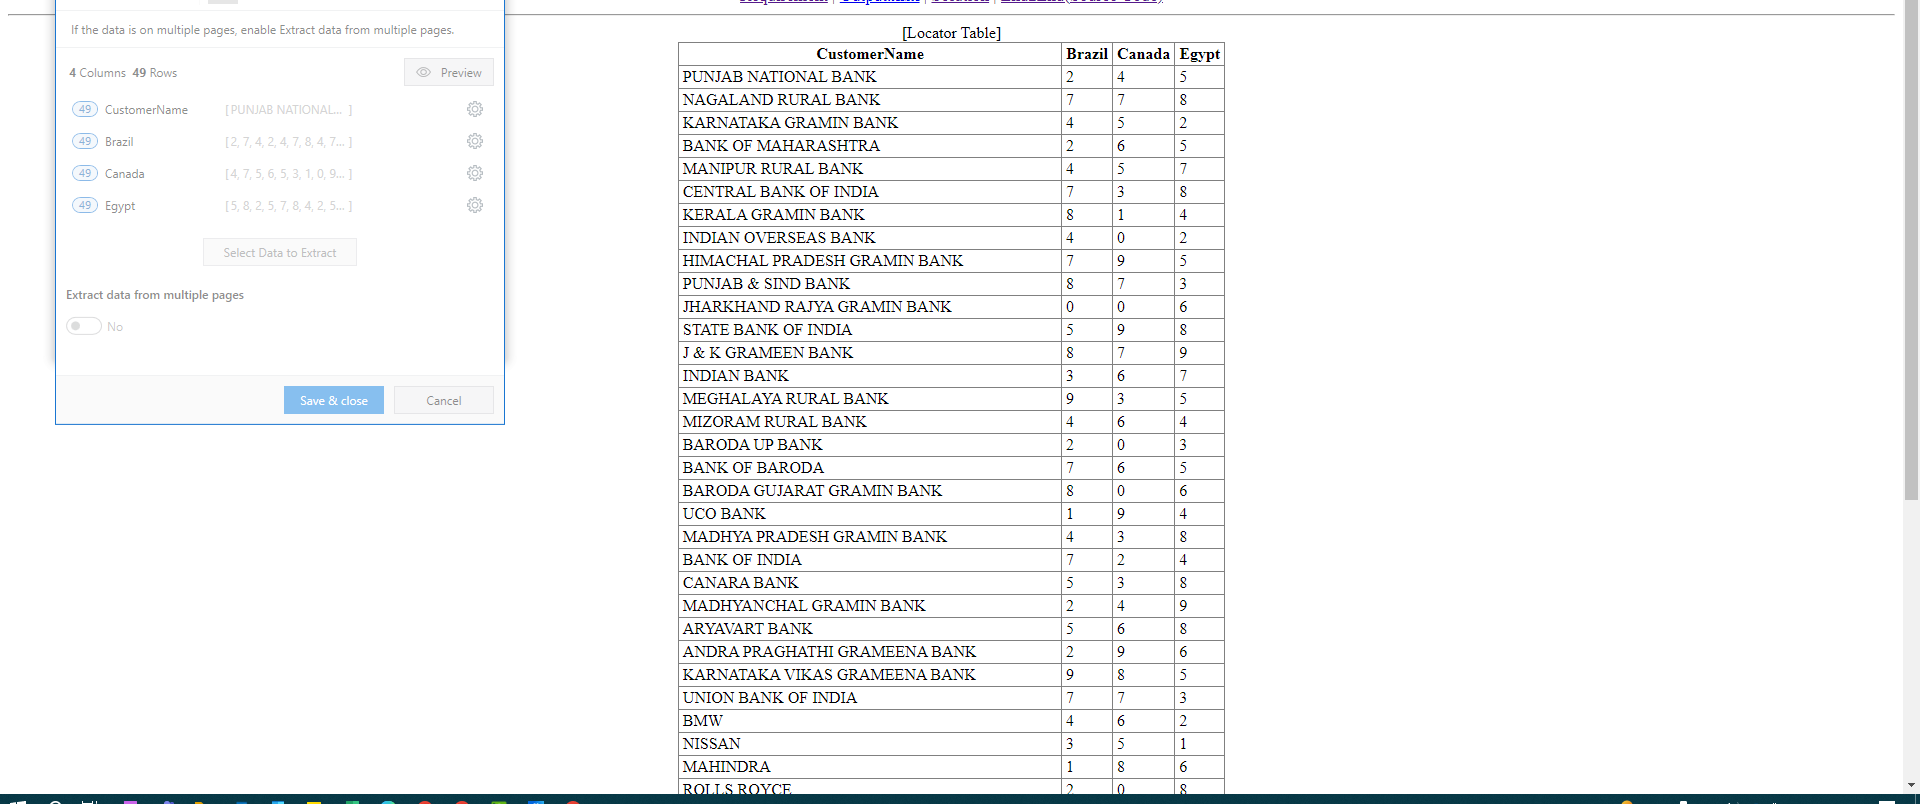 Requirement | Output.xlsx | Solution | EndToEnd(Source Code)
If the data is on multiple pages, enable Extract data from multiple pages.
4 Columns 49 Rows
Preview
49 CustomerName [PUNJAB NATIONAL... ]
49 Brazil [2, 7, 4, 2, 4, 7, 8, 4, 7... ]
49 Canada [4, 7, 5, 6, 5, 3, 1, 0, 9... ]
49 Egypt [5, 8, 2, 5, 7, 8, 4, 2, 5... ]
Select Data to Extract
Extract data from multiple pages
No
Save & close Cancel
[Locator Table]
CustomerName Brazil Canada Egypt
PUNJAB NATIONAL BANK 2 4 5
NAGALAND RURAL BANK 7 7 8
KARNATAKA GRAMIN BANK 4 5 2
BANK OF MAHARASHTRA 2 6 5
MANIPUR RURAL BANK 4 5 7
CENTRAL BANK OF INDIA 7 3 8
KERALA GRAMIN BANK 8 1 4
INDIAN OVERSEAS BANK 4 0 2
HIMACHAL PRADESH GRAMIN BANK 7 9 5
PUNJAB & SIND BANK 8 7 3
JHARKHAND RAJYA GRAMIN BANK 0 0 6
STATE BANK OF INDIA 5 9 8
J & K GRAMEEN BANK 8 7 9
INDIAN BANK 3 6 7
MEGHALAYA RURAL BANK 9 3 5
MIZORAM RURAL BANK 4 6 4
BARODA UP BANK 2 0 3
BANK OF BARODA 7 6 5
BARODA GUJARAT GRAMIN BANK 8 0 6
UCO BANK 1 9 4
MADHYA PRADESH GRAMIN BANK 4 3 8
BANK OF INDIA 7 2 4
CANARA BANK 5 3 8
MADHYANCHAL GRAMIN BANK 2 4 9
ARYAVART BANK 5 6 8
ANDRA PRAGHATHI GRAMEENA BANK 2 9 6
KARNATAKA VIKAS GRAMEENA BANK 9 8 5
UNION BANK OF INDIA 7 7 3
BMW 4 6 2
NISSAN 3 5 1
MAHINDRA 1 8 6
ROLLS ROYCE 2 0 8